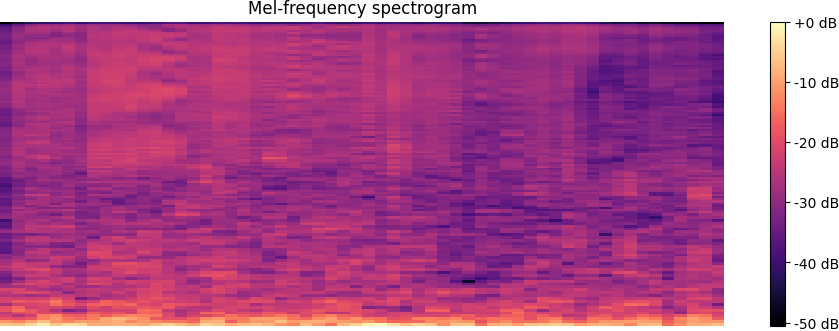 Mel-frequency spectrogram
+0 dB
-10 dB
-20 dB
-30 dB
-40 dB
-50 dB